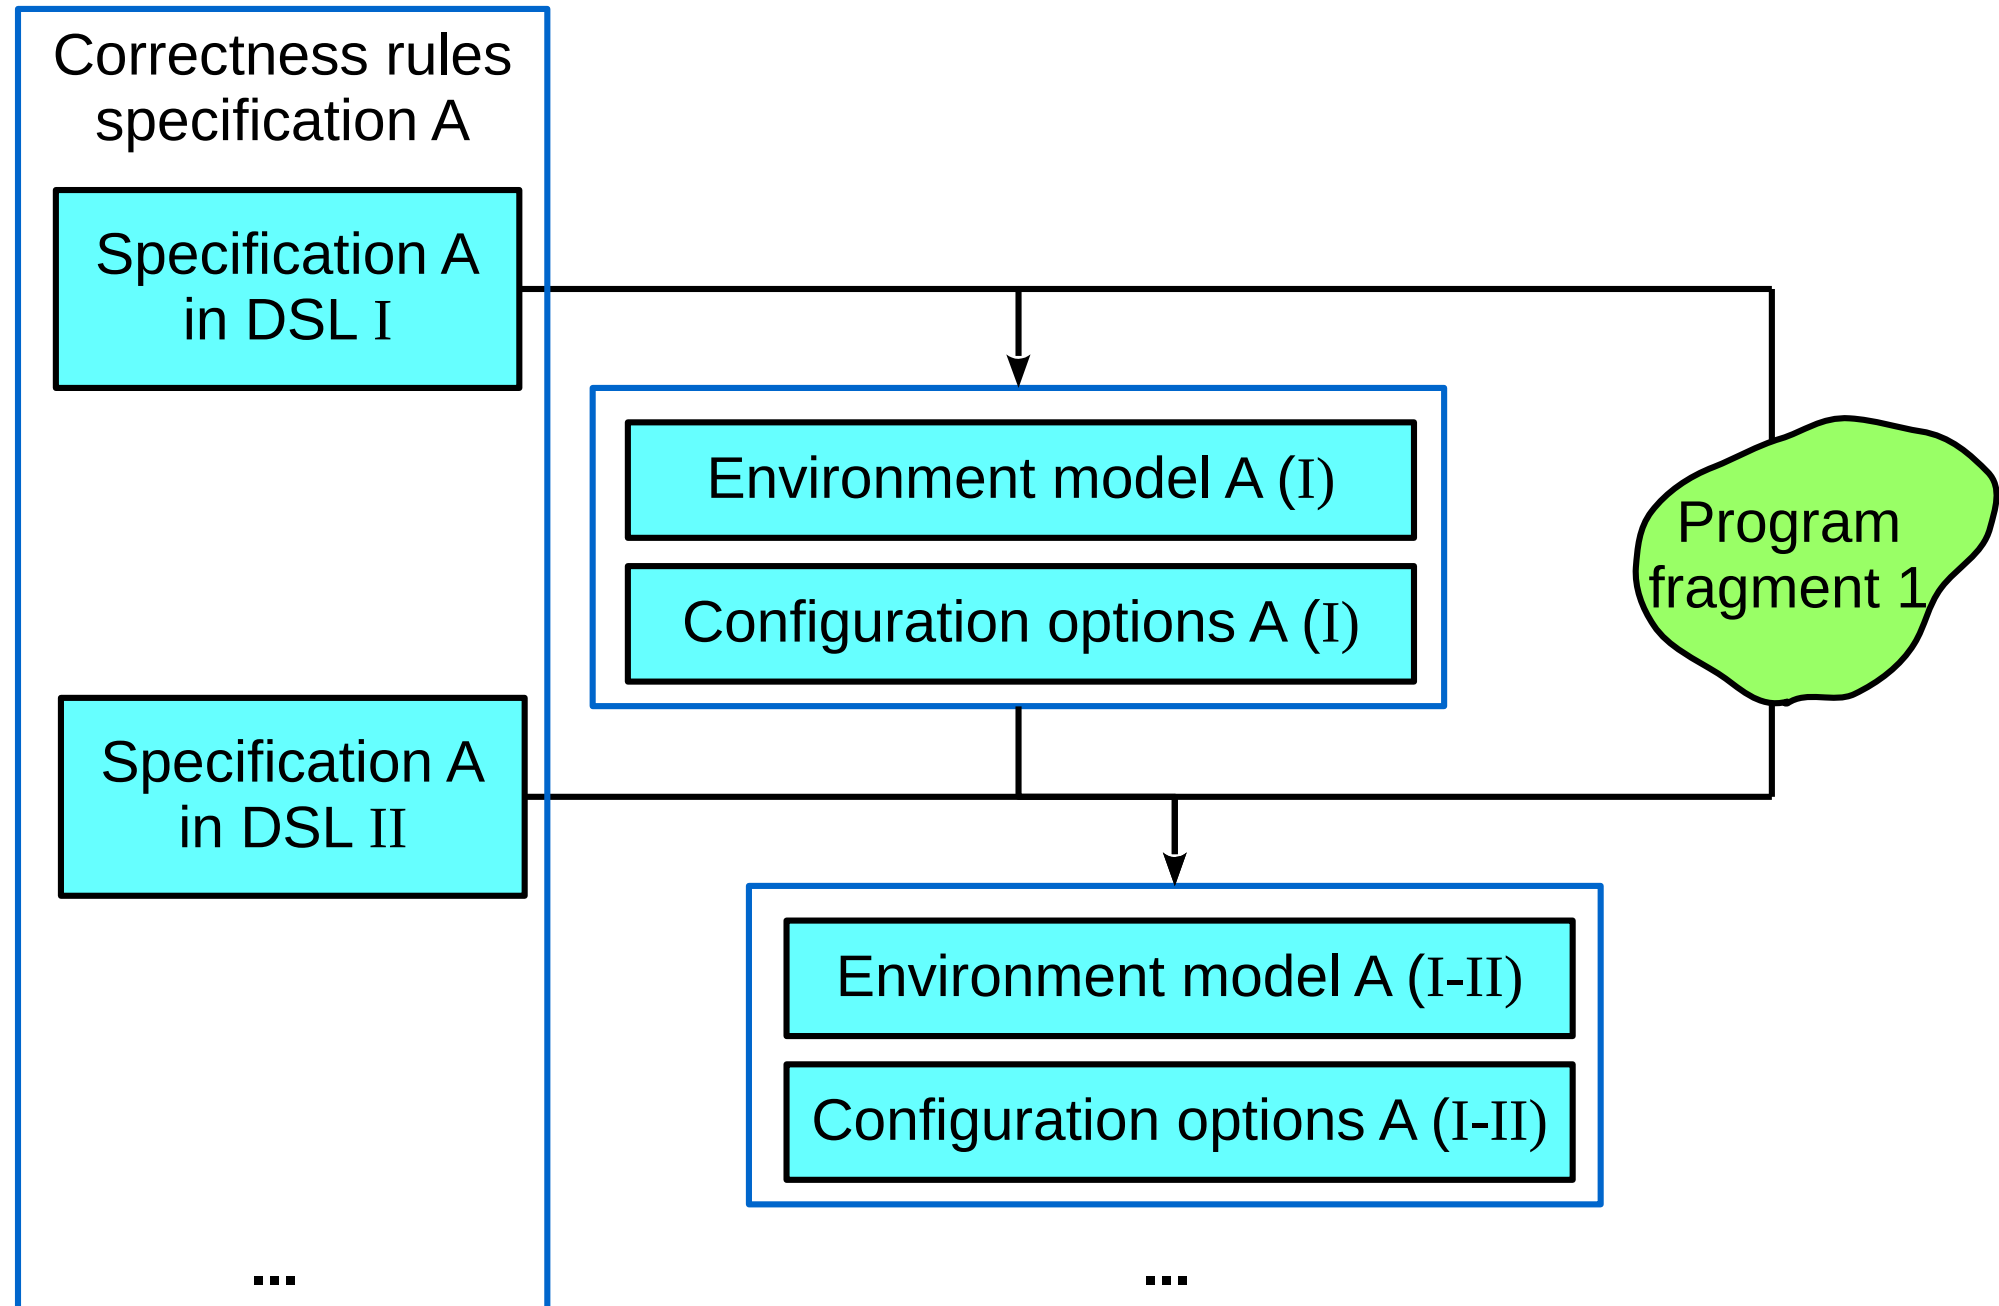 Correctness rules
specification A
Specification A
in DSL I
Environment model A (I)
Configuration options A (I)
Program
fragment 1
Specification A
in DSL II
Environment model A (I-II)
Configuration options A (I-II)
...
...